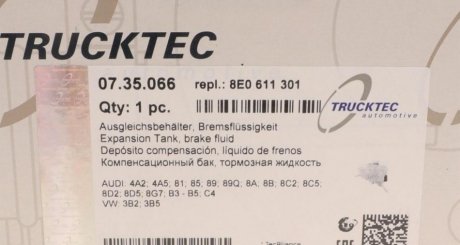 TRUCKTEC
07.35.066 repl.: 8E0 611 301
Qty: 1 pc.
TRUCKTEC
automotive
Ausgleichsbehälter, Bremsflüssigkeit
Expansion Tank, brake fluid
Depósito compensación, líquido de frenos
Компенсационный бак, тормозная жидкость
AUDI: 4A2; 4A5; 81; 85; 89; 89Q; 8A; 8B; 8C2; 8C5;
8D2; 8D5; 8G7; B3 - B5; C4
VW: 3B2; 3B5
EAC